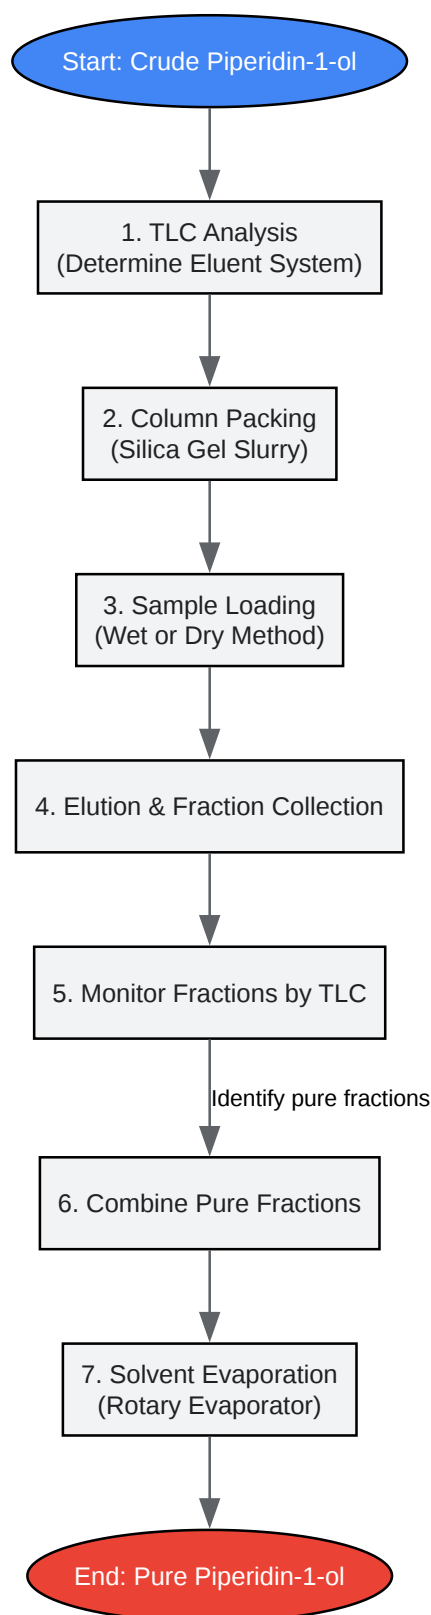 Start: Crude Piperidin-1-ol
1. TLC Analysis
(Determine Eluent System)
2. Column Packing
(Silica Gel Slurry)
3. Sample Loading
(Wet or Dry Method)
4. Elution & Fraction Collection
5. Monitor Fractions by TLC
Identify pure fractions
6. Combine Pure Fractions
7. Solvent Evaporation
(Rotary Evaporator)
End: Pure Piperidin-1-ol